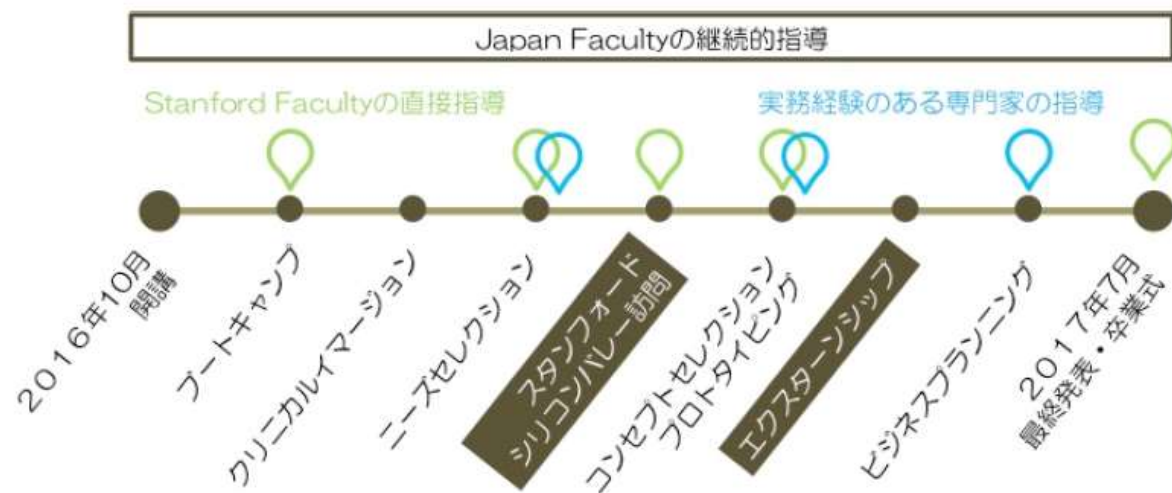 Japan Facultyの継続的指導
Stanford Facultyの直接指導
実務経験のある専門家の指導
２０１６年１０月
開講
ブートキャンプ
クリニカルイマージョン
ニーズセレクション
スタンフォード
シリコンバレー訪問
コンセプトセレクション
プロトタイピング
エクスターンシップ
ビジネスプランニング
２０１７年７月
最終発表・卒業式